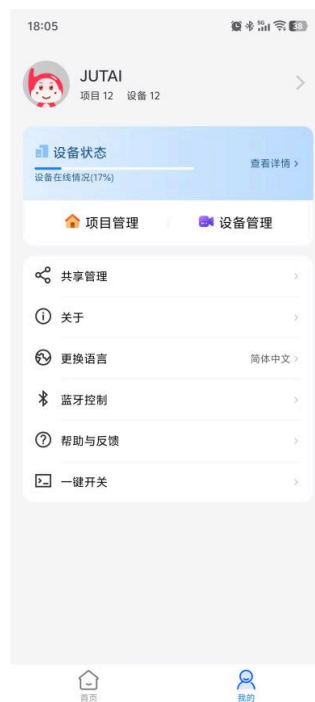 18:05
5G
38
JUTAI
项目 12 设备 12
设备状态
查看详情
设备在线情况(17%)
项目管理
设备管理
共享管理
关于
更换语言
简体中文
蓝牙控制
帮助与反馈
一键开关
首页
我的